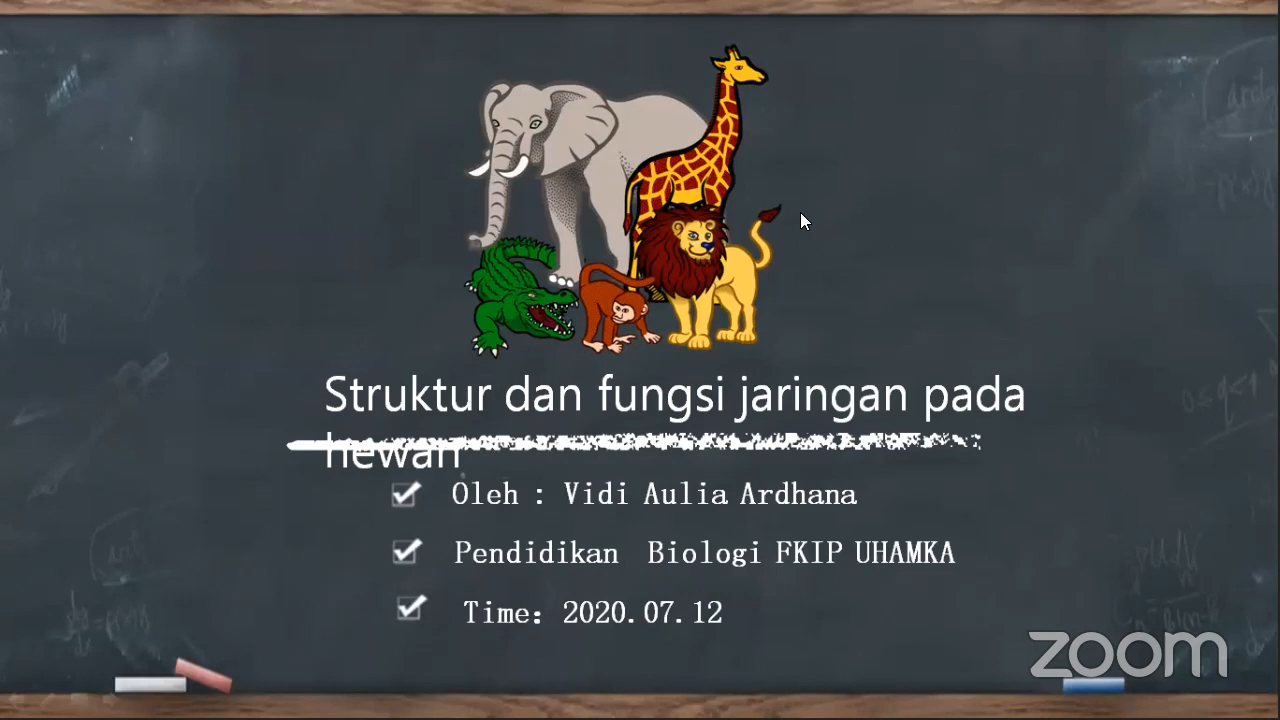 Struktur dan fungsi jaringan pada
hewan
Oleh : Vidi Aulia Ardhana
Pendidikan Biologi FKIP UHAMKA
Time: 2020.07.12
zoom